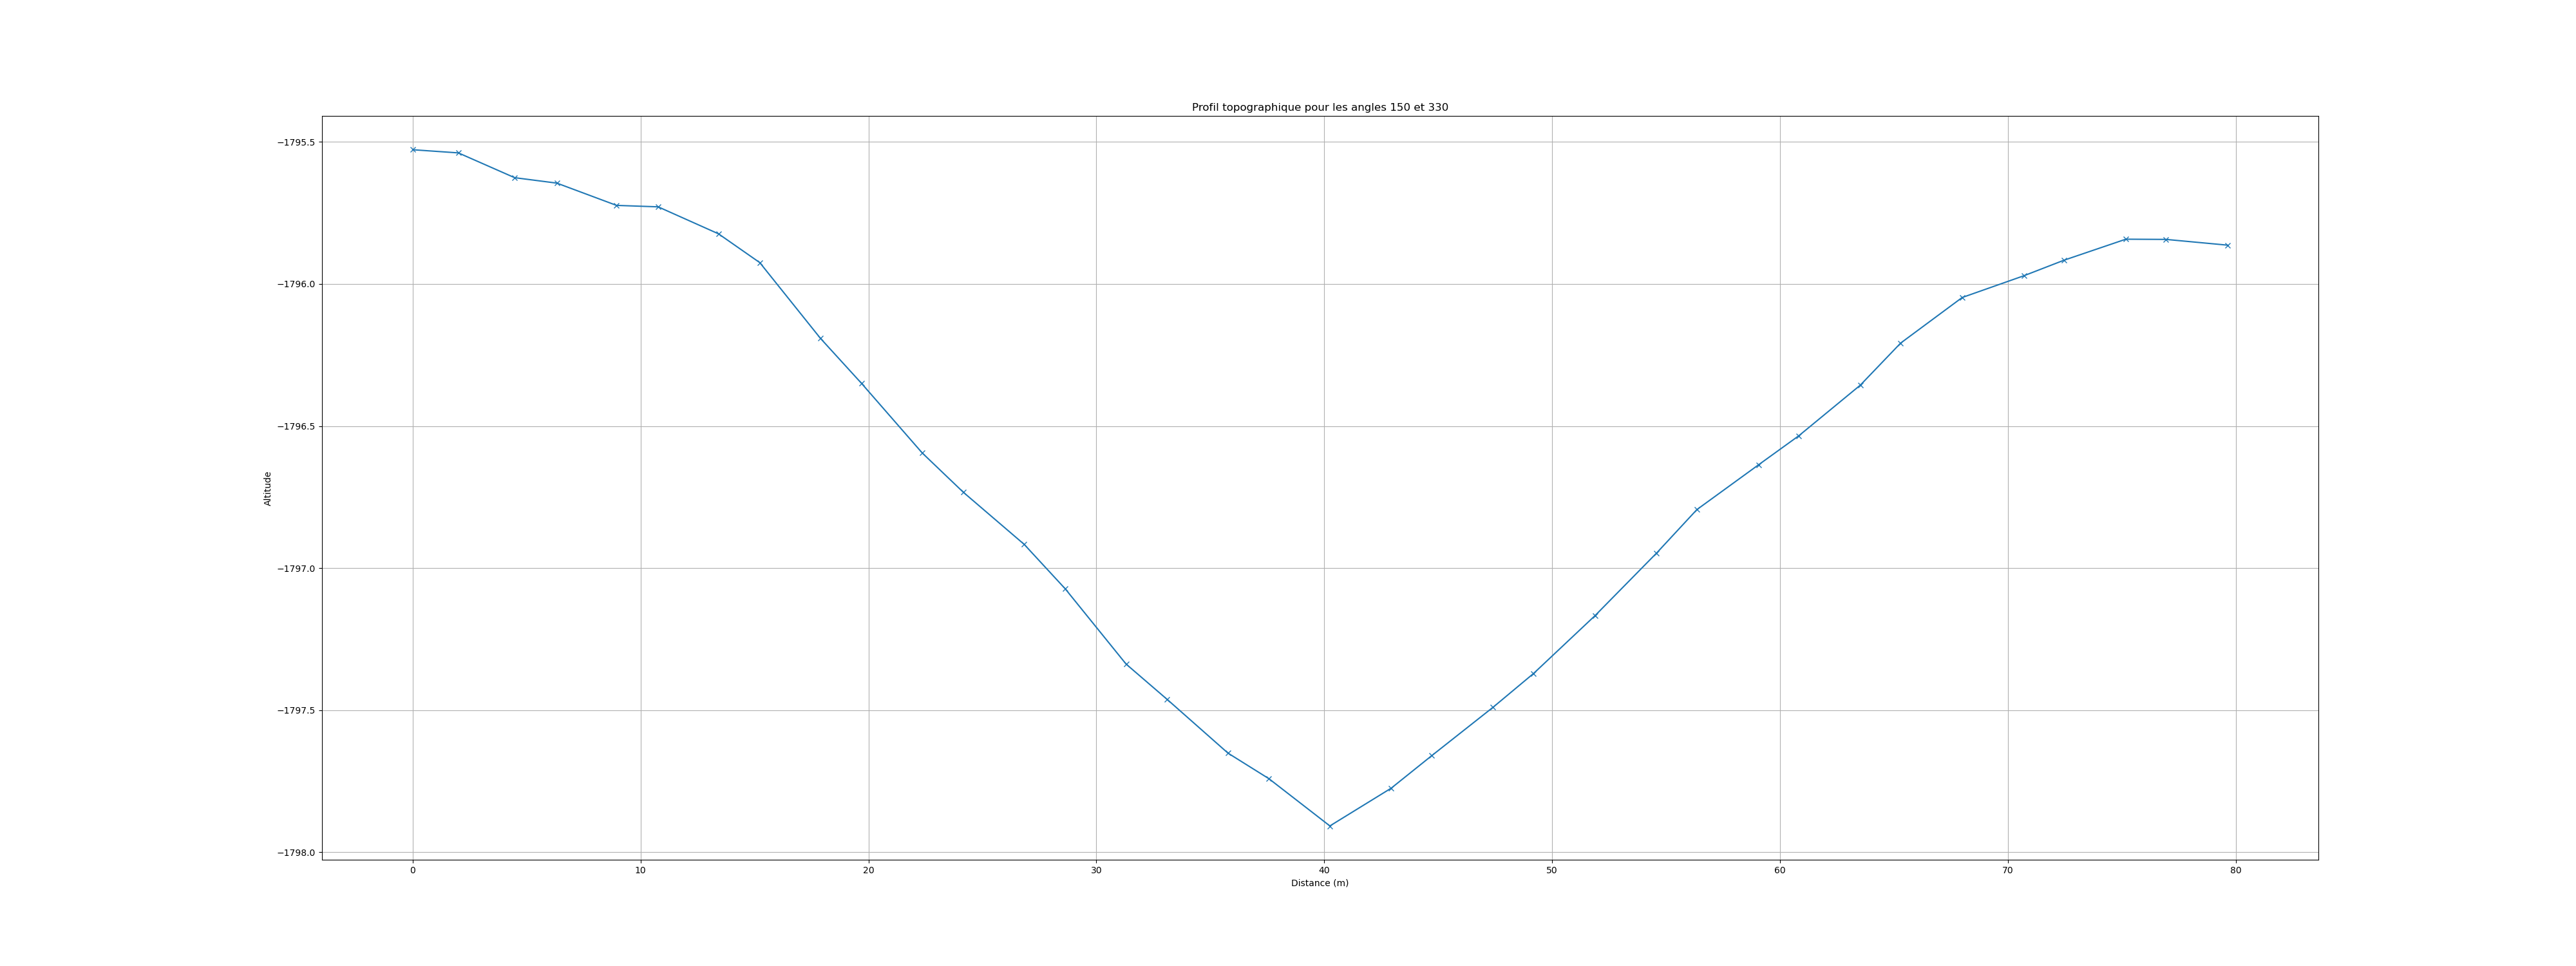 Profil topographique pour les angles 150 et 330
−1795.5
−1796.0
−1796.5
−1797.0
−1797.5
−1798.0
Altitude
0 10 20 30 40 50 60 70 80
Distance (m)